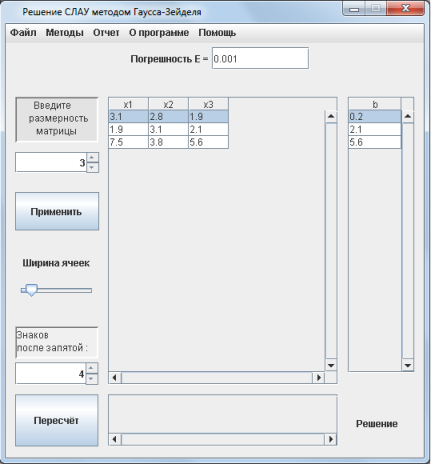 Решение СЛАУ методом Гаусса-Зейделя
Файл Методы Отчет О программе Помощь
Погрешность E = 0.001
Введите
размерность
матрицы
3
Применить
Ширина ячеек
Знаков
после запятой :
4
Пересчёт
x1 x2 x3
3.1 2.8 1.9
1.9 3.1 2.1
7.5 3.8 5.6
b
0.2
2.1
5.6
Решение